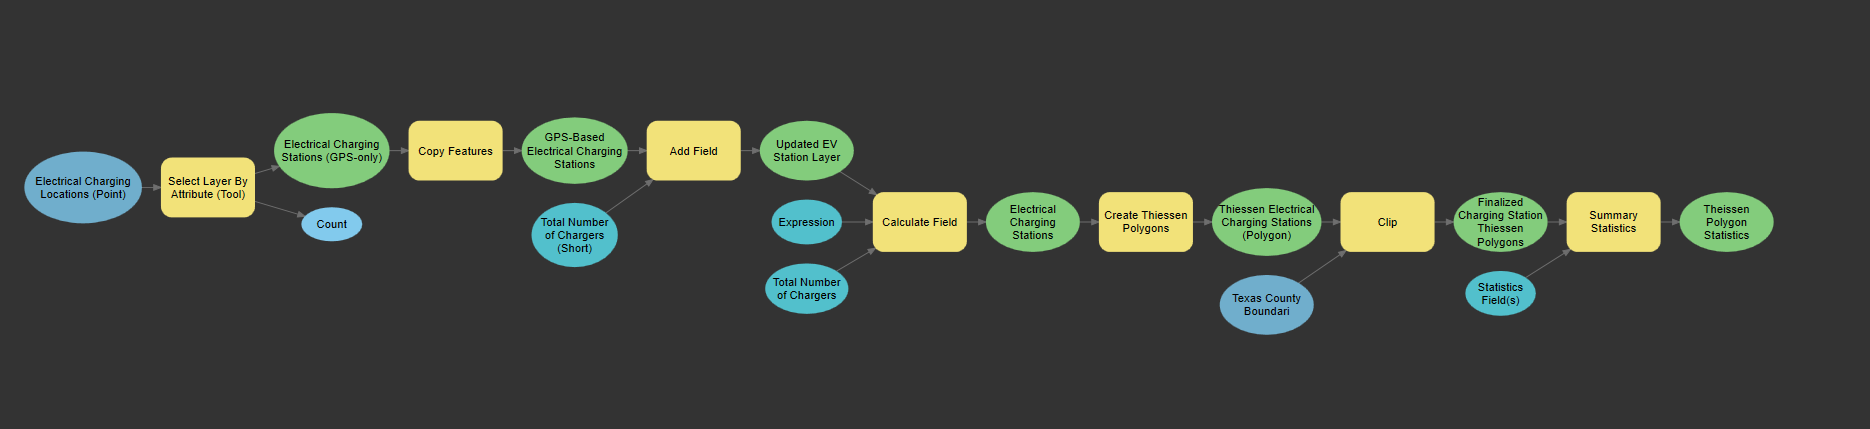 Electrical Charging
Locations (Point)
Select Layer By
Attribute (Tool)
Electrical Charging
Stations (GPS-only)
Count
Copy Features
GPS-Based
Electrical Charging
Stations
Total Number
of Chargers
(Short)
Add Field
Updated EV
Station Layer
Expression
Total Number
of Chargers
Calculate Field
Electrical
Charging
Stations
Create Thiessen
Polygons
Thiessen Electrical
Charging Stations
(Polygon)
Texas County
Boundari
Clip
Finalized
Charging Station
Thiessen
Polygons
Statistics
Field(s)
Summary
Statistics
Theissen
Polygon
Statistics